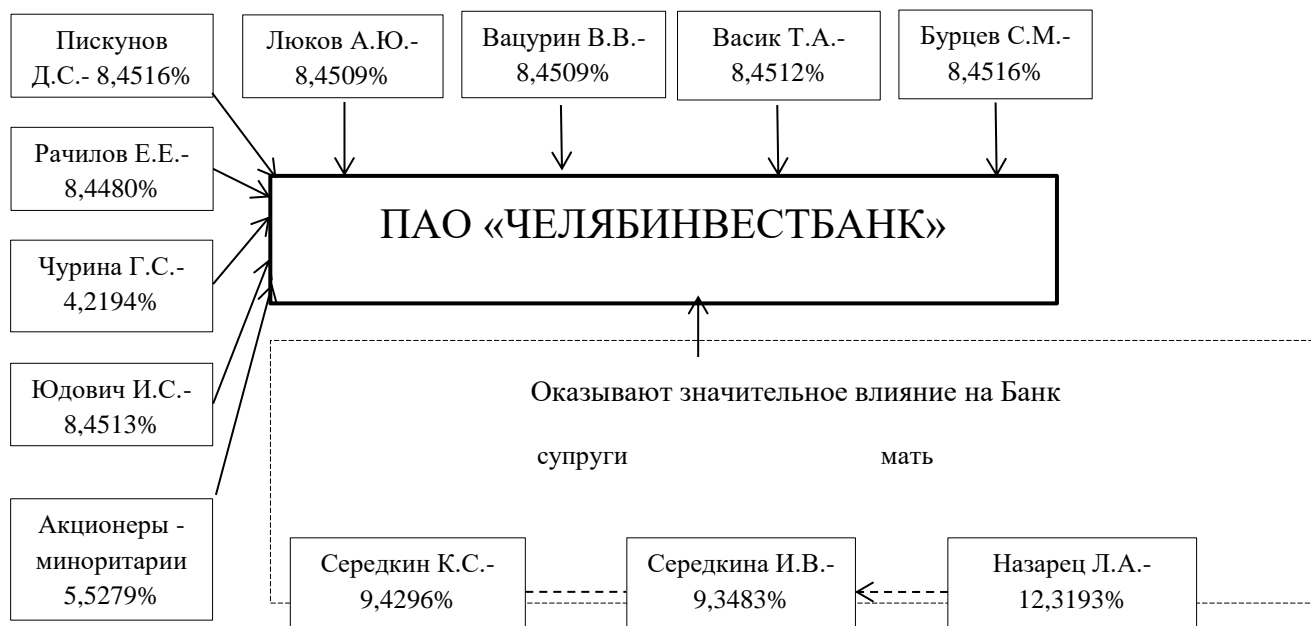 Пискунов
Д.С.- 8,4516%
Люков А.Ю.-
8,4509%
Вацурин В.В.-
8,4509%
Васик Т.А.-
8,4512%
Бурцев С.М.-
8,4516%
Рачилов Е.Е.-
8,4480%
ПАО «ЧЕЛЯБИНВЕСТБАНК»
Чурина Г.С.-
4,2194%
Юдович И.С.-
8,4513%
Оказывают значительное влияние на Банк
супруги
мать
Акционеры -
миноритарии
5,5279%
Середкин К.С.-
9,4296%
Середкина И.В.-
9,3483%
Назарец Л.А.-
12,3193%